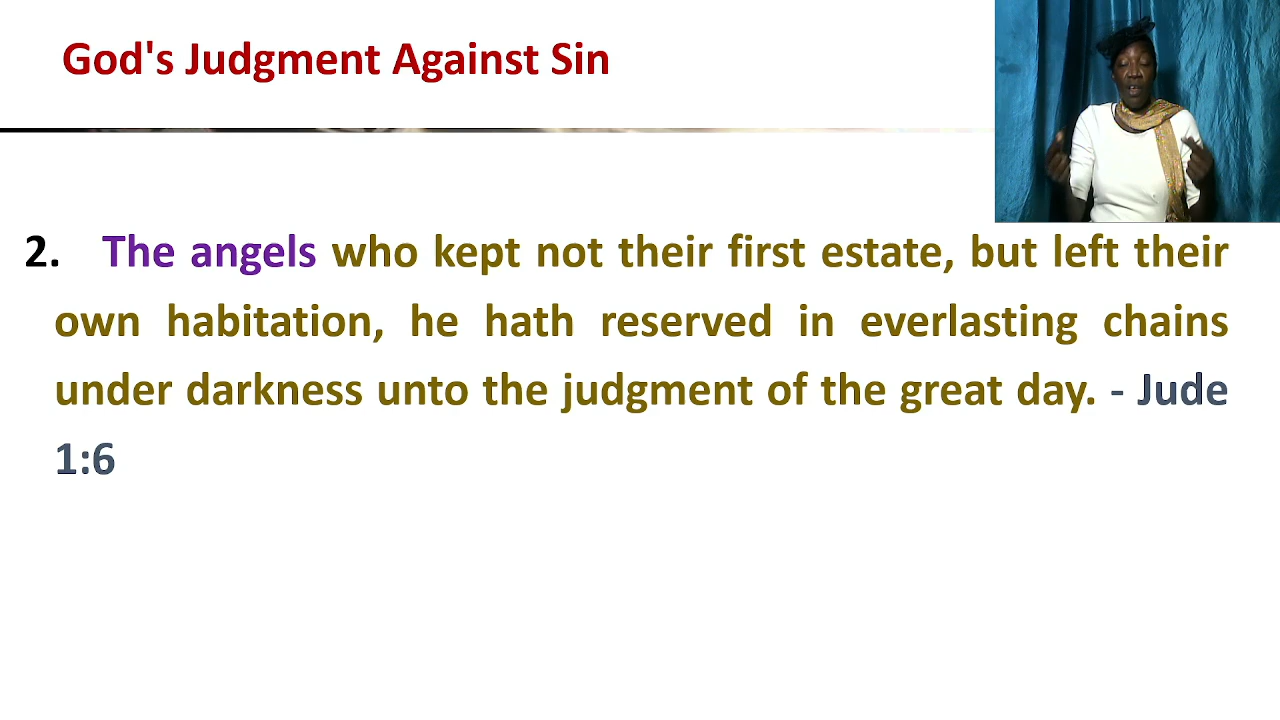 God's Judgment Against Sin
2. The angels who kept not their first estate, but left their
own habitation, he hath reserved in everlasting chains
under darkness unto the judgment of the great day. - Jude
1:6